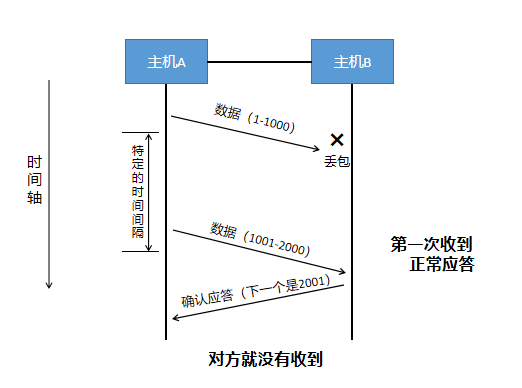 主机A
主机B
数据（1-1000）
丢包
特定的时间间隔
时间轴
数据（1001-2000）
第一次收到
正常应答
确认应答（下一个是2001）
对方就没有收到